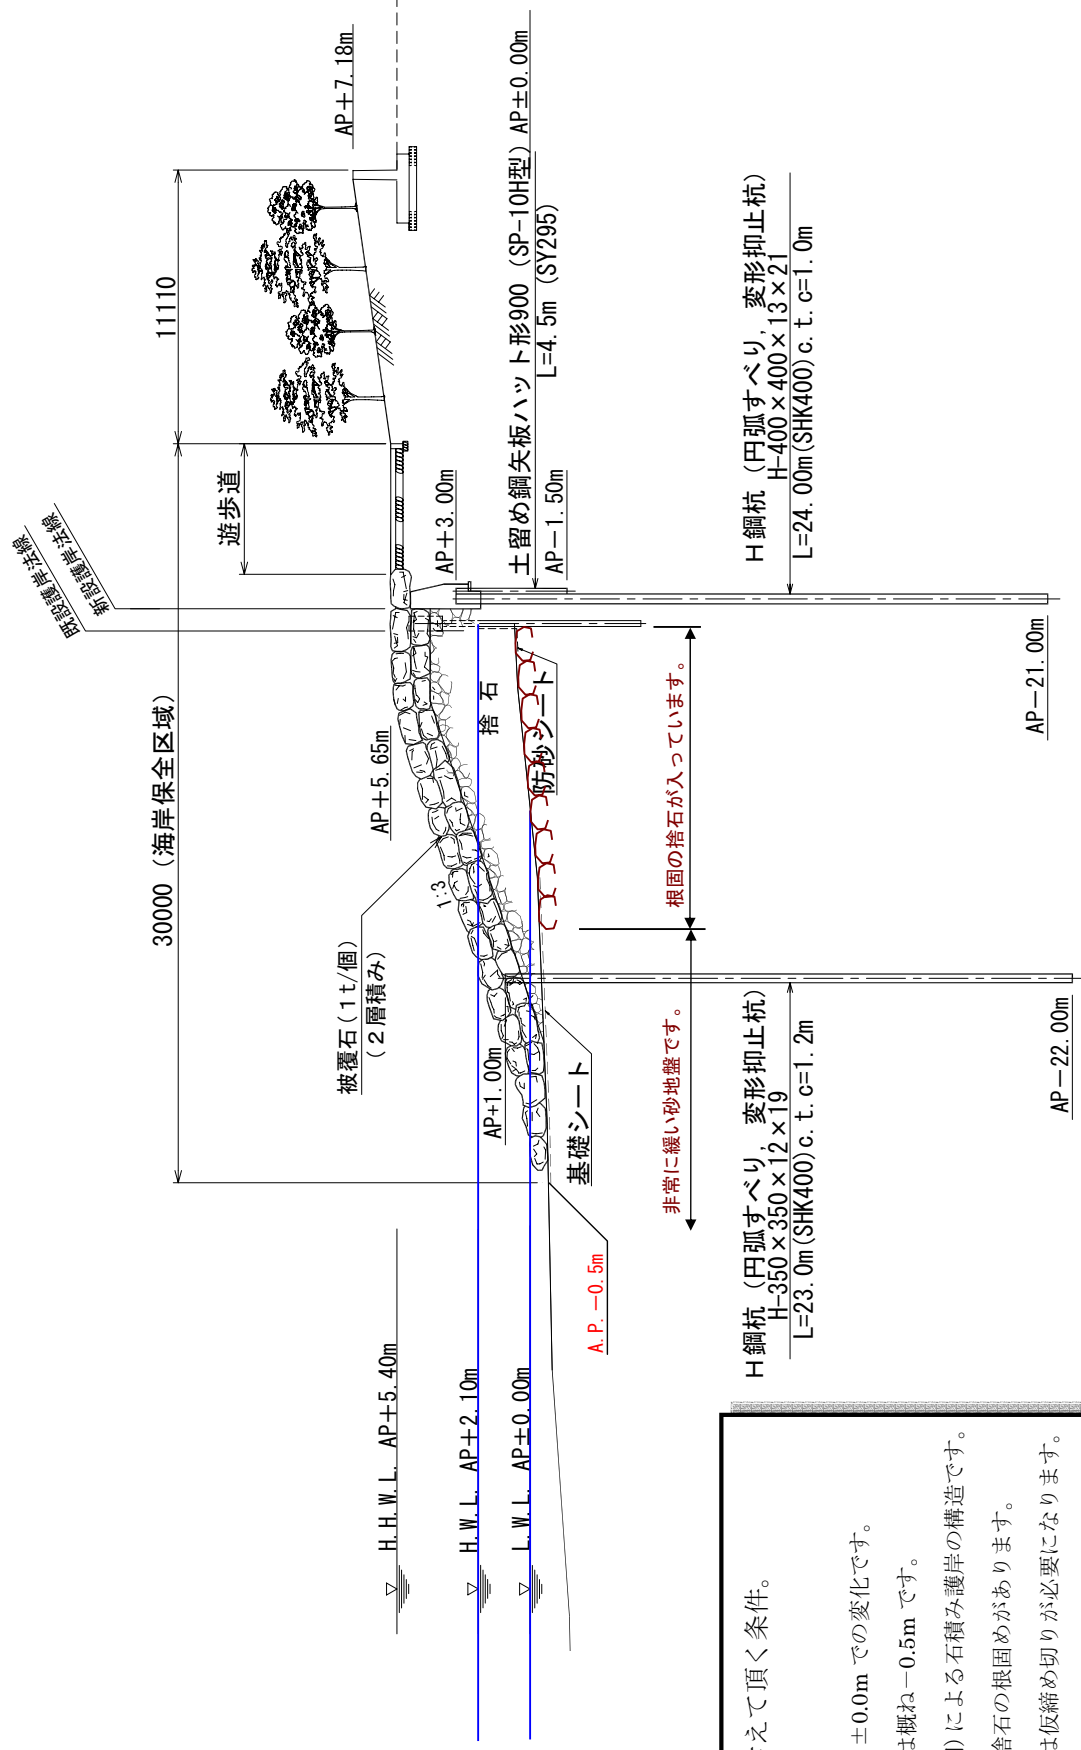 AP+7.18m
11110
30000 (海岸保全区域)
遊歩道
既設護岸法線
新設護岸法線
AP+3.00m
土留め鋼矢板ハット形900 (SP-10H型) AP±0.00m
L=4.5m (SY295)
AP-1.50m
H鋼杭 (円弧すべり, 変形抑止杭)
H-400×400×13×21
L=24.00m(SHK400)c.t.c=1.0m
AP-21.00m
AP+5.65m
捨石
防砂シート
根固の捨石が入っています。
1:3
被覆石(1t/個)
(2層積み)
AP+1.00m
基礎シート
非常に緩い砂地盤です。
A.P.-0.5m
H鋼杭 (円弧すべり, 変形抑止杭)
H-350×350×12×19
L=23.0m(SHK400)c.t.c=1.2m
AP-22.00m
H.H.W.L. AP+5.40m
H.W.L. AP+2.10m
L.W.L. AP±0.00m
えて頂く条件。
±0.0mでの変化です。
は概ね-0.5mです。
)による石積み護岸の構造です。
捨石の根固めがあります。
は仮締め切りが必要になります。